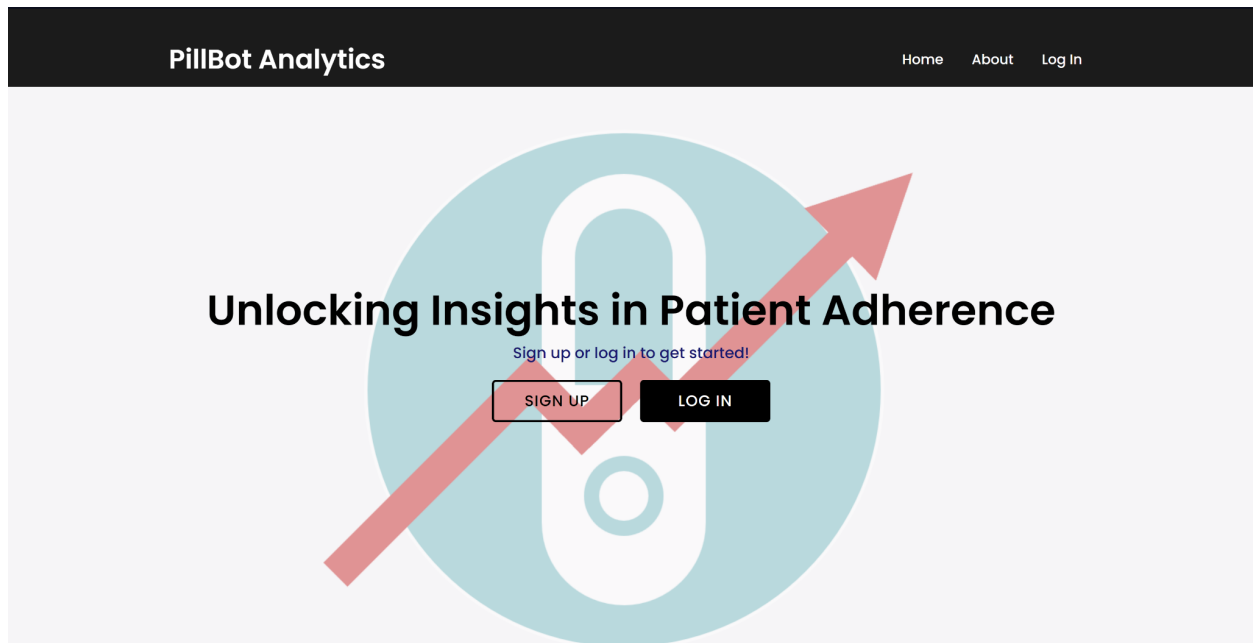 PillBot Analytics
Home About Log In
Unlocking Insights in Patient Adherence
Sign up or log in to get started!
SIGN UP LOG IN